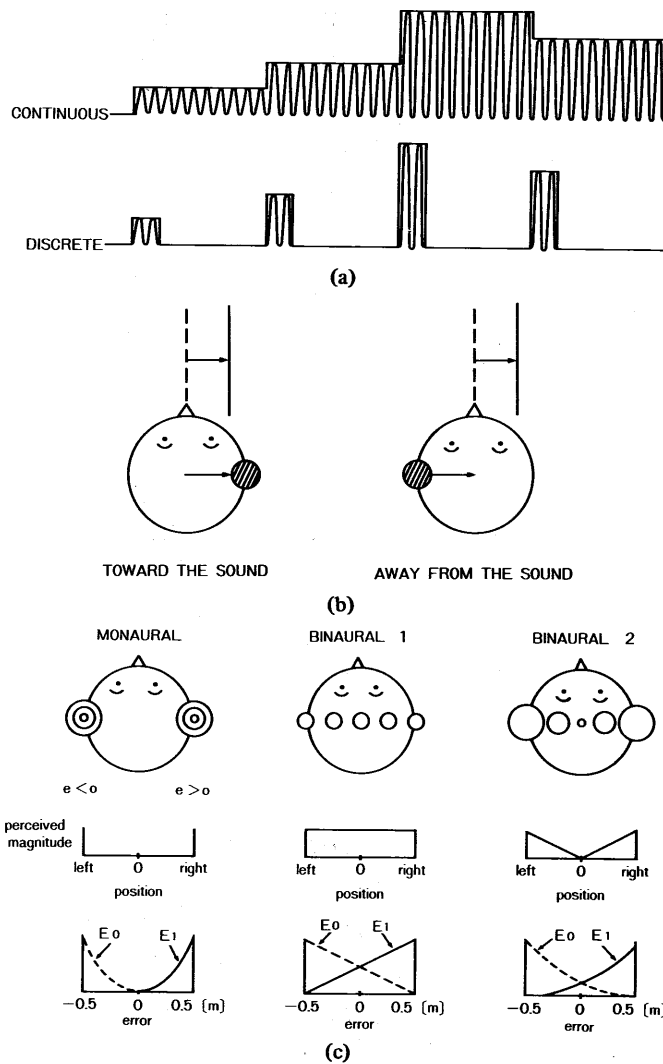 CONTINUOUS
DISCRETE
(a)
TOWARD THE SOUND AWAY FROM THE SOUND
(b)
MONAURAL BINAURAL 1 BINAURAL 2
e < o e > o
perceived magnitude
left 0 right left 0 right left 0 right
position position position
E0 E1 E0 E1 E0 E1
−0.5 0 0.5 [m] −0.5 0 0.5 [m] −0.5 0 0.5 [m]
error error error
(c)